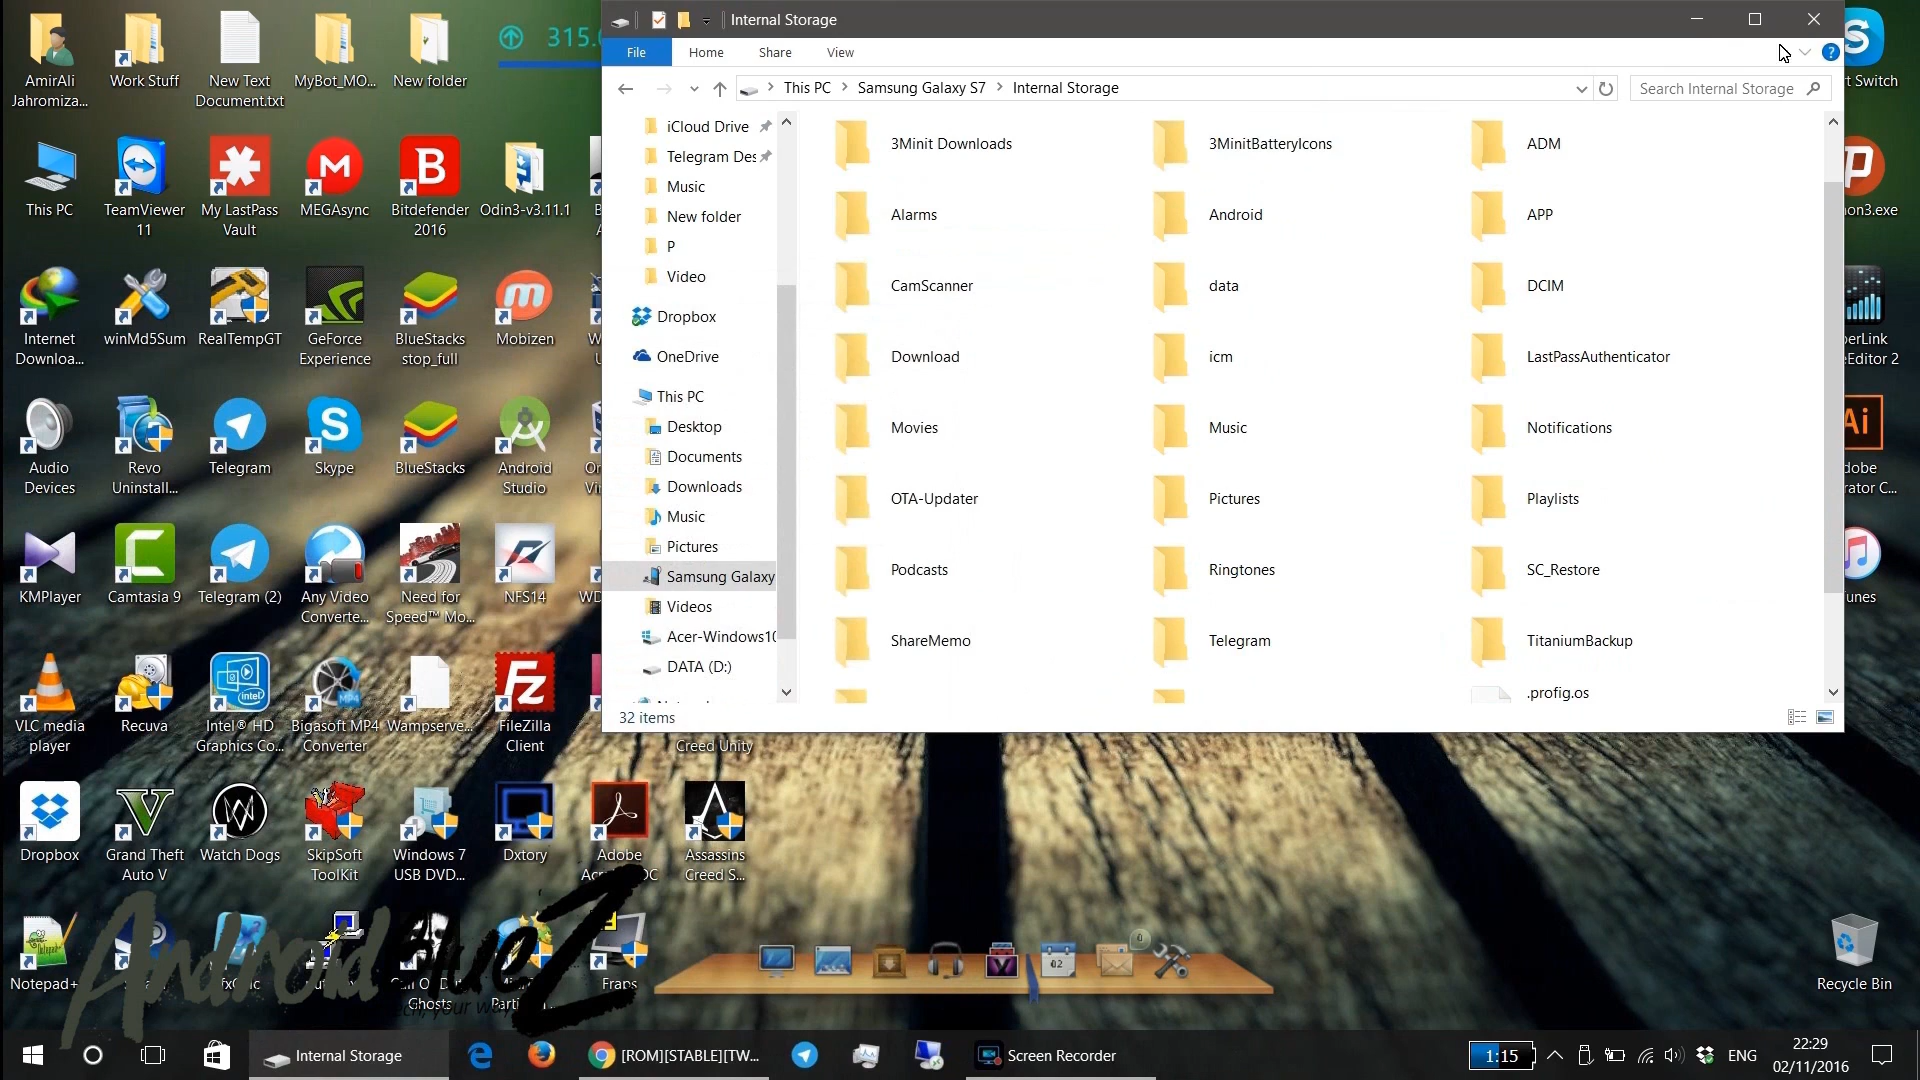 AmirAli
Jahromiza...
Work Stuff
New Text
Document.txt
MyBot_MO...
New folder
315.
This PC
TeamViewer
11
My LastPass
Vault
MEGAsync
Bitdefender
2016
Odin3-v3.11.1
Internet
Downloa...
winMd5Sum
RealTempGT
GeForce
Experience
BlueStacks
stop_full
Mobizen
Audio
Devices
Revo
Uninstall...
Telegram
Skype
BlueStacks
Android
Studio
KMPlayer
Camtasia 9
Telegram (2)
Any Video
Converte...
Need for
Speed™ Mo...
NFS14
VLC media
player
Recuva
Intel® HD
Graphics Co...
Bigasoft MP4
Converter
Wampserve...
FileZilla
Client
Creed Unity
Dropbox
Grand Theft
Auto V
Watch Dogs
SkipSoft
ToolKit
Windows 7
USB DVD...
Dxtory
Adobe
Assassins
Creed S...
Notepad+
Ghosts
Fraps
AndroidBlueZ
Internal Storage
File
Home
Share
View
This PC
Samsung Galaxy S7
Internal Storage
Search Internal Storage
iCloud Drive
Telegram Des
Music
New folder
P
Video
Dropbox
OneDrive
This PC
Desktop
Documents
Downloads
Music
Pictures
Samsung Galaxy
Videos
Acer-Windows10
DATA (D:)
3Minit Downloads
3MinitBatteryIcons
ADM
Alarms
Android
APP
CamScanner
data
DCIM
Download
icm
LastPassAuthenticator
Movies
Music
Notifications
OTA-Updater
Pictures
Playlists
Podcasts
Ringtones
SC_Restore
ShareMemo
Telegram
TitaniumBackup
.profig.os
32 items
rt Switch
on3.exe
erLink
Editor 2
dobe
rator C...
unes
Recycle Bin
02
Internal Storage
[ROM][STABLE][TW...
Screen Recorder
1:15
ENG
22:29
02/11/2016